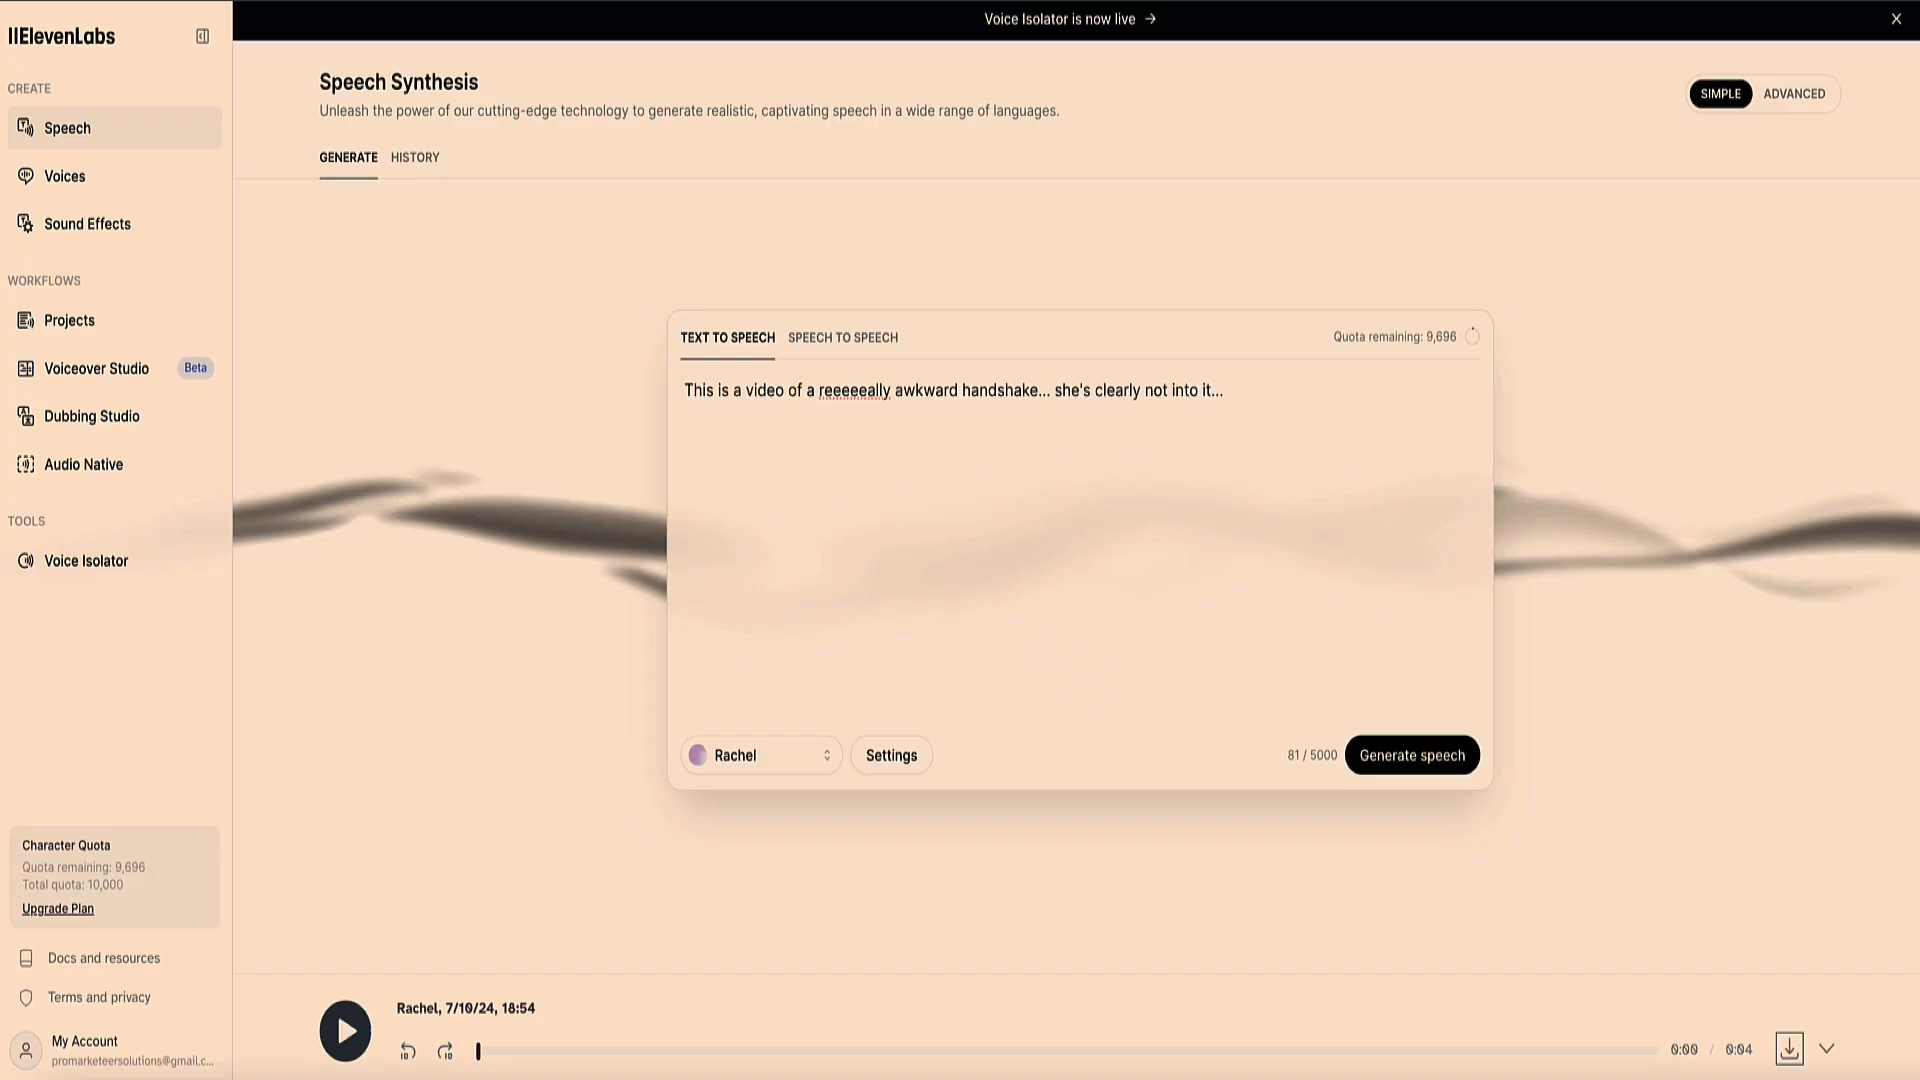 Voice Isolator is now live →
IIElevenLabs
CREATE
Speech
Voices
Sound Effects
WORKFLOWS
Projects
Voiceover Studio Beta
Dubbing Studio
Audio Native
TOOLS
Voice Isolator
Character Quota
Quota remaining: 9,696
Total quota: 10,000
Upgrade Plan
Docs and resources
Terms and privacy
My Account
promarketeersolutions@gmail.c...
Speech Synthesis
Unleash the power of our cutting-edge technology to generate realistic, captivating speech in a wide range of languages.
SIMPLE ADVANCED
GENERATE HISTORY
TEXT TO SPEECH SPEECH TO SPEECH Quota remaining: 9,696
This is a video of a reeeeeally awkward handshake... she's clearly not into it...
Rachel Settings 81 / 5000 Generate speech
Rachel, 7/10/24, 18:54
10 10 0:00 / 0:04